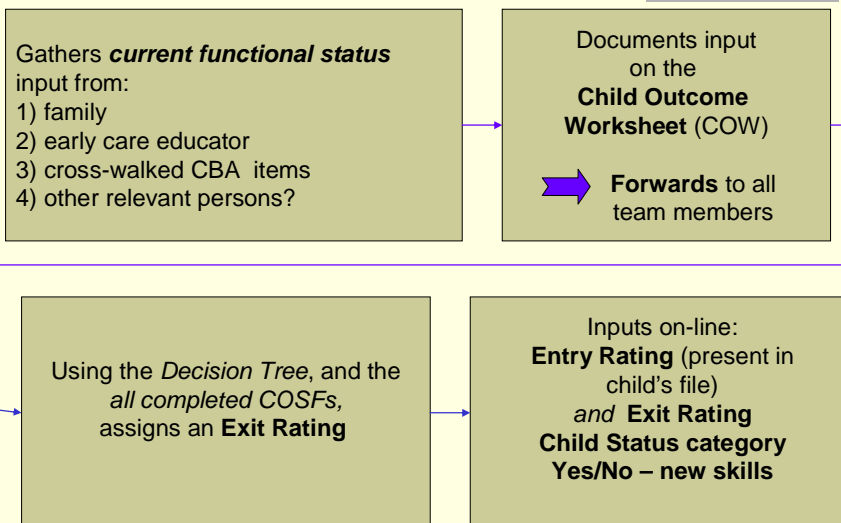 Gathers current functional status
input from:
1) family
2) early care educator
3) cross-walked CBA items
4) other relevant persons?
Documents input
on the
Child Outcome
Worksheet (COW)
Forwards to all
team members
Using the Decision Tree, and the
all completed COSFs,
assigns an Exit Rating
Inputs on-line:
Entry Rating (present in
child's file)
and Exit Rating
Child Status category
Yes/No – new skills